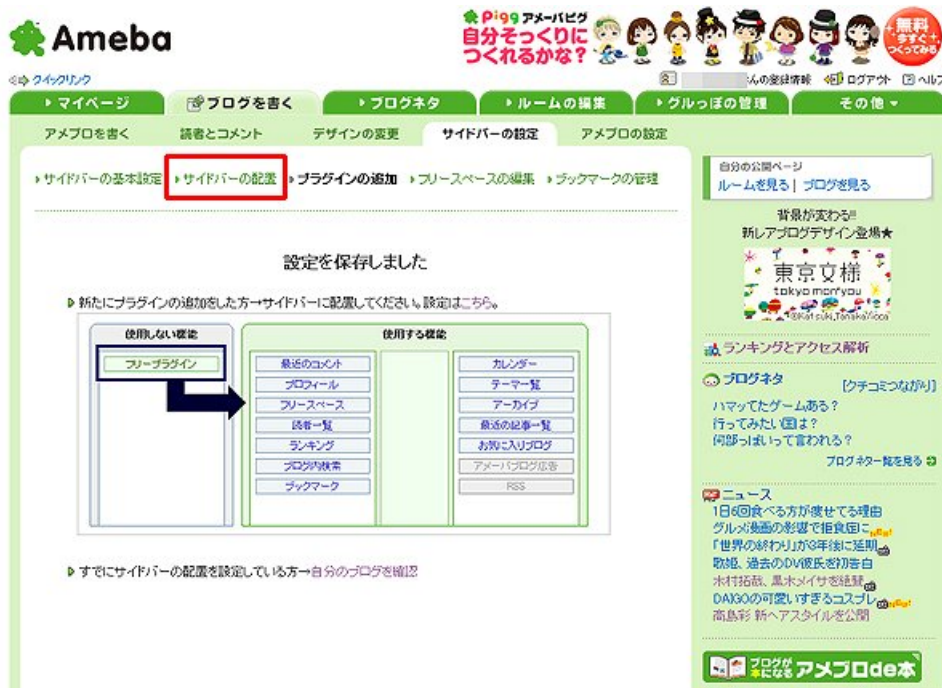 Ameba
Pigg アメーバピグ
自分そっくりに
つくれるかな?
無料
今すぐ
つくってみる
クイックリンク
んの登録情報 ログアウト ヘルプ
マイページ
ブログを書く
ブログネタ
ルームの編集
グルっぽの管理
その他
アメブロを書く
読者とコメント
デザインの変更
サイドバーの設定
アメブロの設定
サイドバーの基本設定
サイドバーの配置
プラグインの追加
フリースペースの編集
ブックマークの管理
設定を保存しました
新たにプラグインの追加をした方→サイドバーに配置してください。設定はこちら。
使用しない機能
使用する機能
フリープラグイン
最近のコメント
プロフィール
フリースペース
読者一覧
ランキング
ブログ内検索
ブックマーク
カレンダー
テーマ一覧
アーカイブ
最近の記事一覧
お気に入りブログ
アメーバブログ広告
RSS
すでにサイドバーの配置を設定している方→自分のブログを確認
自分の公開ページ
ルームを見る | ブログを見る
背景が変わる!!
新レアブログデザイン登場★
東京文様
tokyo monyou
ランキングとアクセス解析
ブログネタ
[クチコミつながり]
ハマッてたゲームある?
行ってみたい国は?
何部っぽいって言われる?
ブログネタ一覧を見る
ニュース
1日6回食べる方が痩せてる理由
グルメ漫画の影響で拒食症に
「世界の終わり」が3年後に延期
歌姫、過去のDV彼氏を初告白
木村拓哉、黒木メイサを絶賛
DAIGOの可愛いすぎるコスプレ
高島彩 新ヘアスタイルを公開
ブログが
本になる アメブロde本